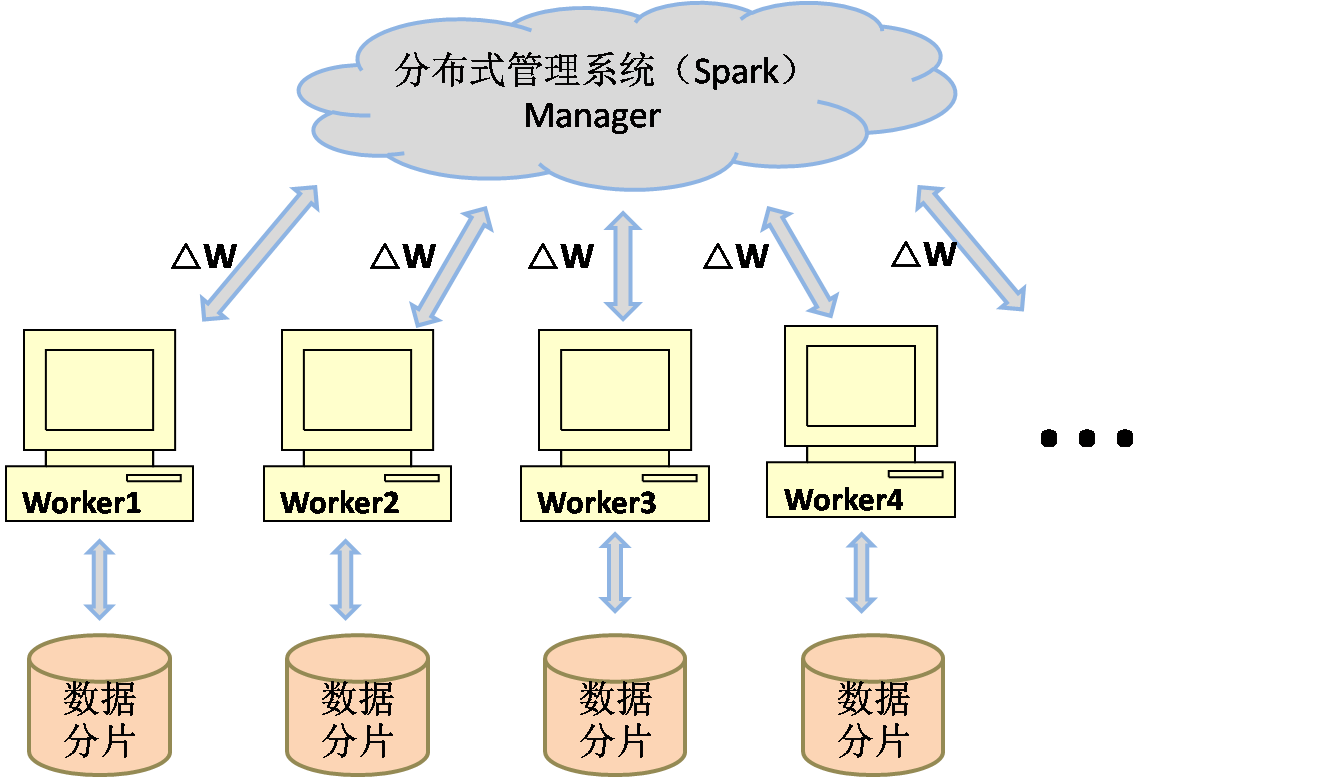 分布式管理系统（Spark）
Manager
△W
△W
△W
△W
△W
Worker1
Worker2
Worker3
Worker4
数据
分片
数据
分片
数据
分片
数据
分片